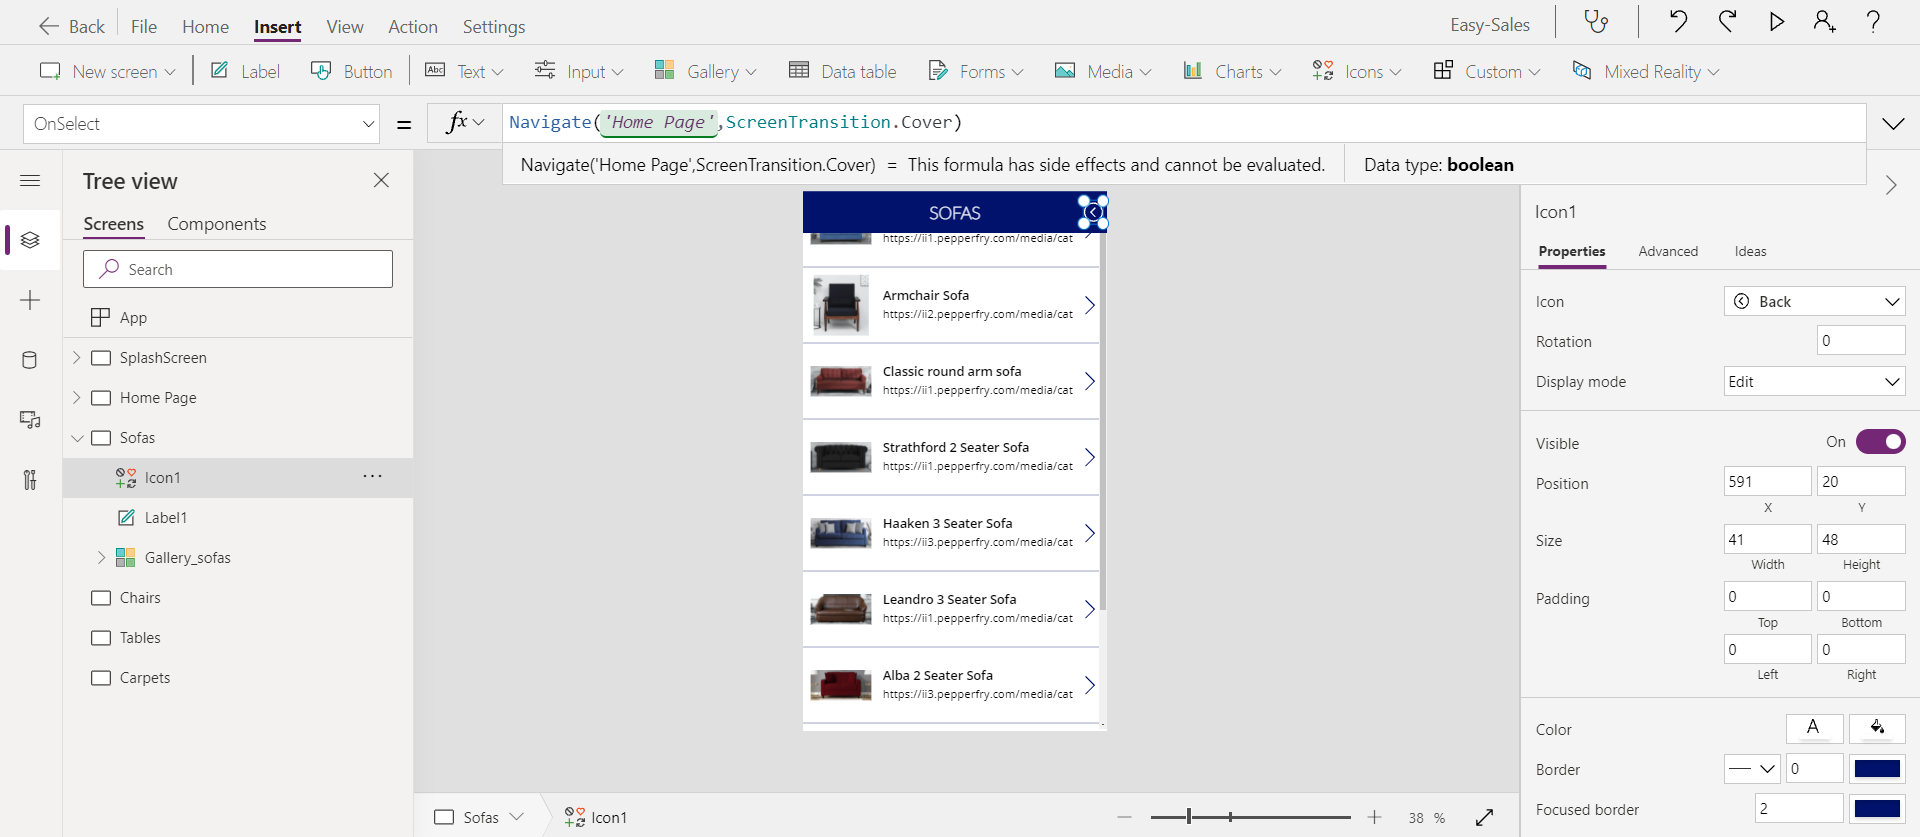 Back File Home Insert View Action Settings Easy-Sales
New screen Label Button Abc Text Input Gallery Data table Forms Media Charts Icons Custom Mixed Reality
OnSelect = fx Navigate('Home Page',ScreenTransition.Cover)
Navigate('Home Page',ScreenTransition.Cover) = This formula has side effects and cannot be evaluated. Data type: boolean
Tree view
Screens Components
Search
App
SplashScreen
Home Page
Sofas
Icon1 ...
Label1
Gallery_sofas
Chairs
Tables
Carpets
SOFAS
https://ii1.pepperfry.com/media/cat
Armchair Sofa
https://ii2.pepperfry.com/media/cat
Classic round arm sofa
https://ii1.pepperfry.com/media/cat
Strathford 2 Seater Sofa
https://ii1.pepperfry.com/media/cat
Haaken 3 Seater Sofa
https://ii3.pepperfry.com/media/cat
Leandro 3 Seater Sofa
https://ii1.pepperfry.com/media/cat
Alba 2 Seater Sofa
https://ii3.pepperfry.com/media/cat
Sofas Icon1 38 %
Icon1
Properties Advanced Ideas
Icon Back
Rotation 0
Display mode Edit
Visible On
Position 591 20
X Y
Size 41 48
Width Height
Padding 0 0
Top Bottom
0 0
Left Right
Color A
Border 0
Focused border 2